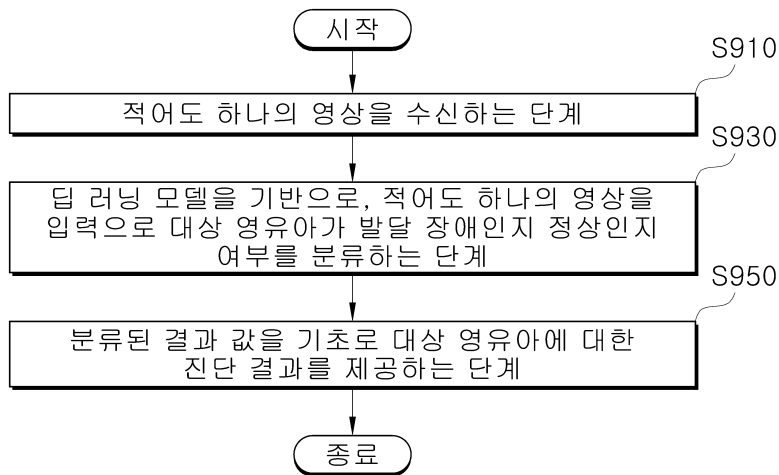 시작
S910
적어도 하나의 영상을 수신하는 단계
S930
딥 러닝 모델을 기반으로, 적어도 하나의 영상을
입력으로 대상 영유아가 발달 장애인지 정상인지
여부를 분류하는 단계
S950
분류된 결과 값을 기초로 대상 영유아에 대한
진단 결과를 제공하는 단계
종료